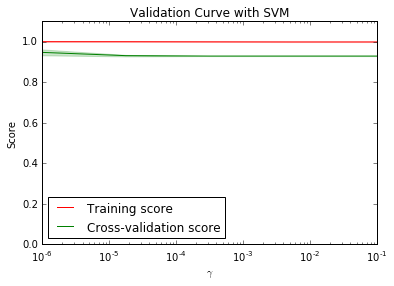 Validation Curve with SVM
1.0
0.8
0.6
0.4
0.2
0.0
Score
Training score
Cross-validation score
10⁻⁶ 10⁻⁵ 10⁻⁴ 10⁻³ 10⁻² 10⁻¹
γ